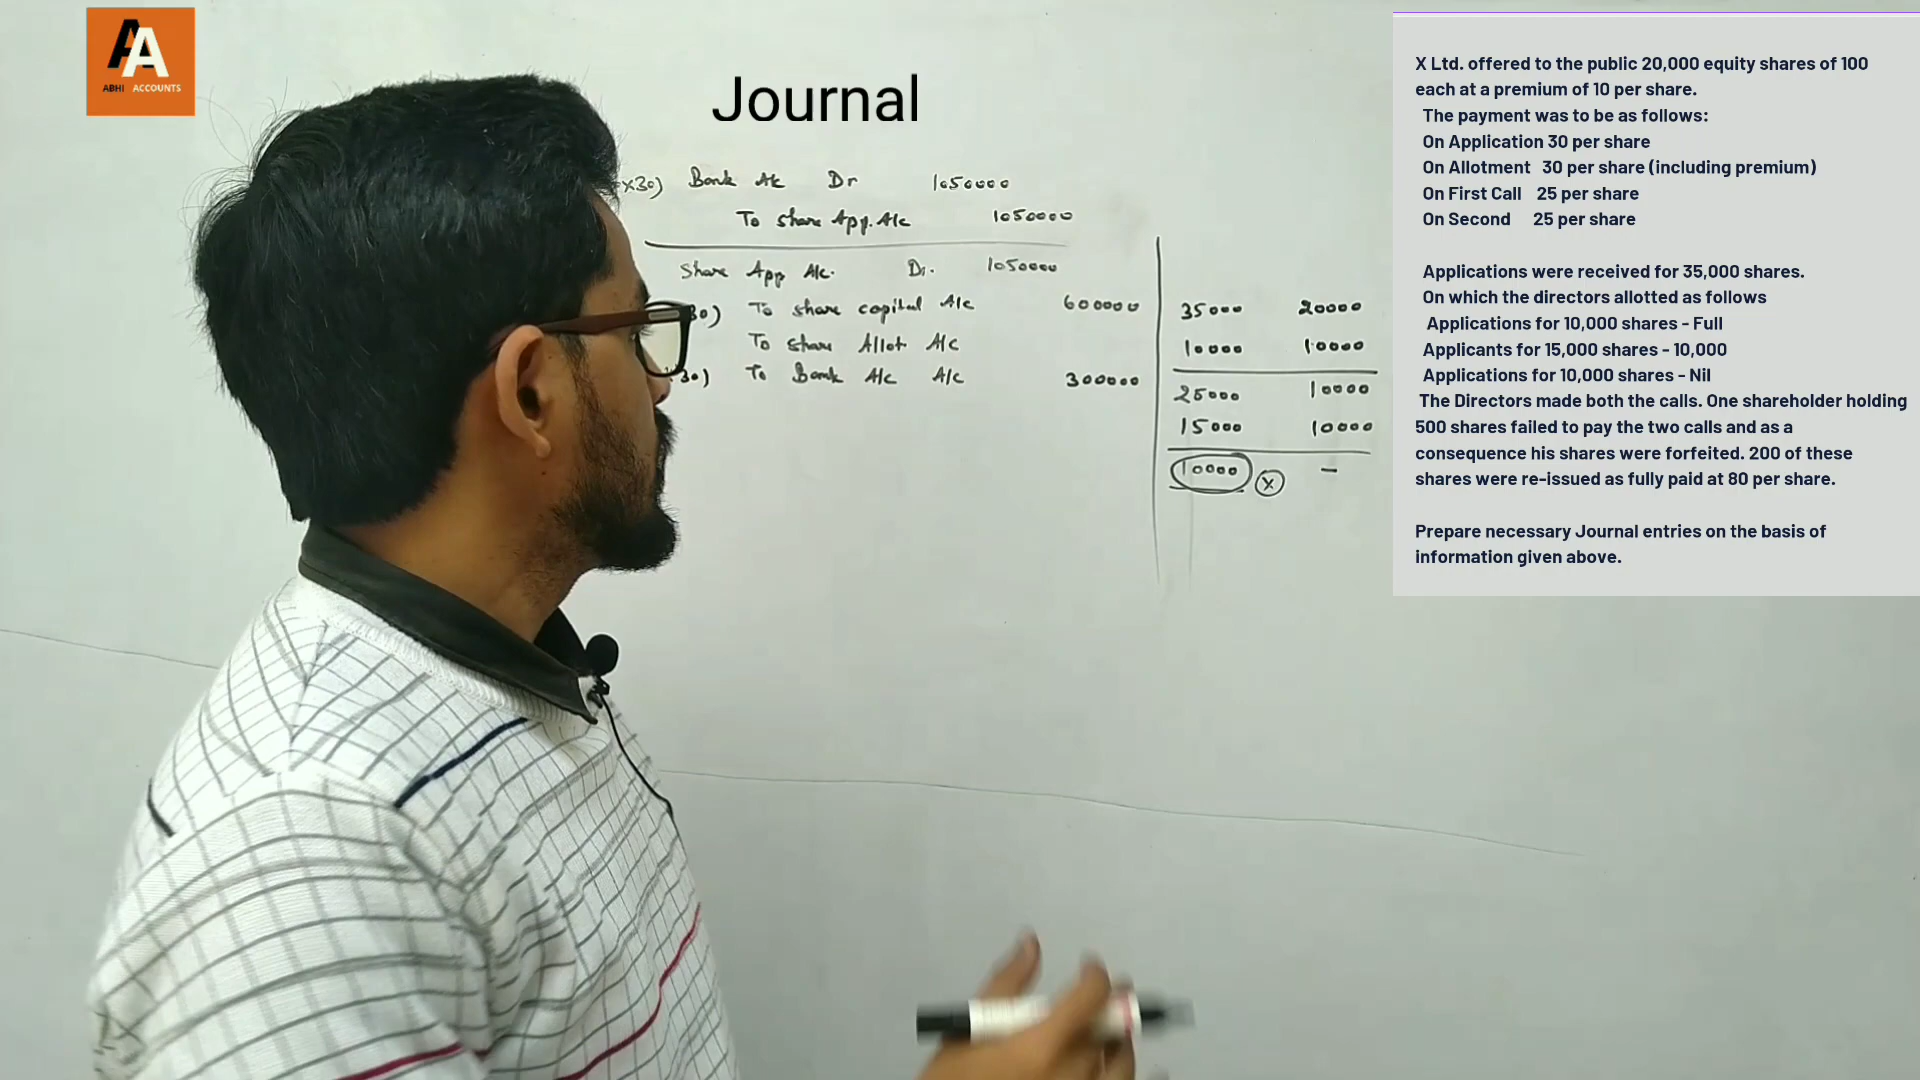 AA
ABHI ACCOUNTS
Journal
x30) Bank A/c Dr 1050000
To share App. A/c 1050000
Share App A/c. Dr. 1050000
30) To share capital A/c 600000
To share Allot A/c
x30) To Bank A/c A/c 300000
35000 20000
10000 10000
25000 10000
15000 10000
10000 x -
X Ltd. offered to the public 20,000 equity shares of 100
each at a premium of 10 per share.
The payment was to be as follows:
On Application 30 per share
On Allotment 30 per share (including premium)
On First Call 25 per share
On Second 25 per share
Applications were received for 35,000 shares.
On which the directors allotted as follows
Applications for 10,000 shares - Full
Applicants for 15,000 shares - 10,000
Applications for 10,000 shares - Nil
The Directors made both the calls. One shareholder holding
500 shares failed to pay the two calls and as a
consequence his shares were forfeited. 200 of these
shares were re-issued as fully paid at 80 per share.
Prepare necessary Journal entries on the basis of
information given above.